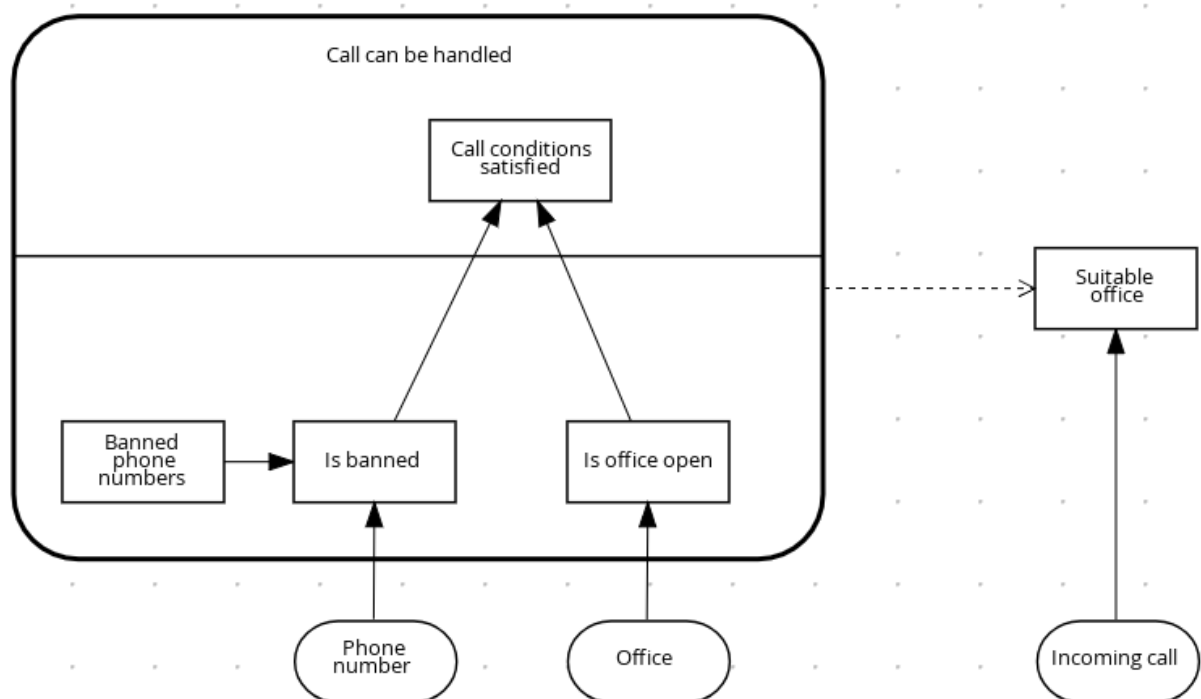 Call can be handled
Call conditions
satisfied
Suitable
office
Banned
phone
numbers
Is banned
Is office open
Phone
number
Office
Incoming call